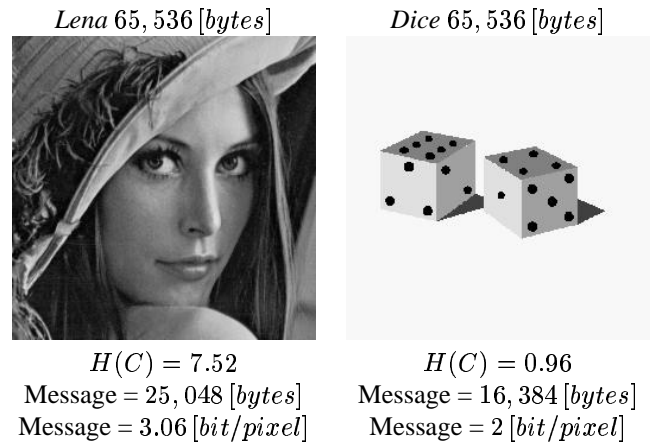 Lena 65, 536 [bytes]
Dice 65, 536 [bytes]
H(C) = 7.52
Message = 25, 048 [bytes]
Message = 3.06 [bit/pixel]
H(C) = 0.96
Message = 16, 384 [bytes]
Message = 2 [bit/pixel]